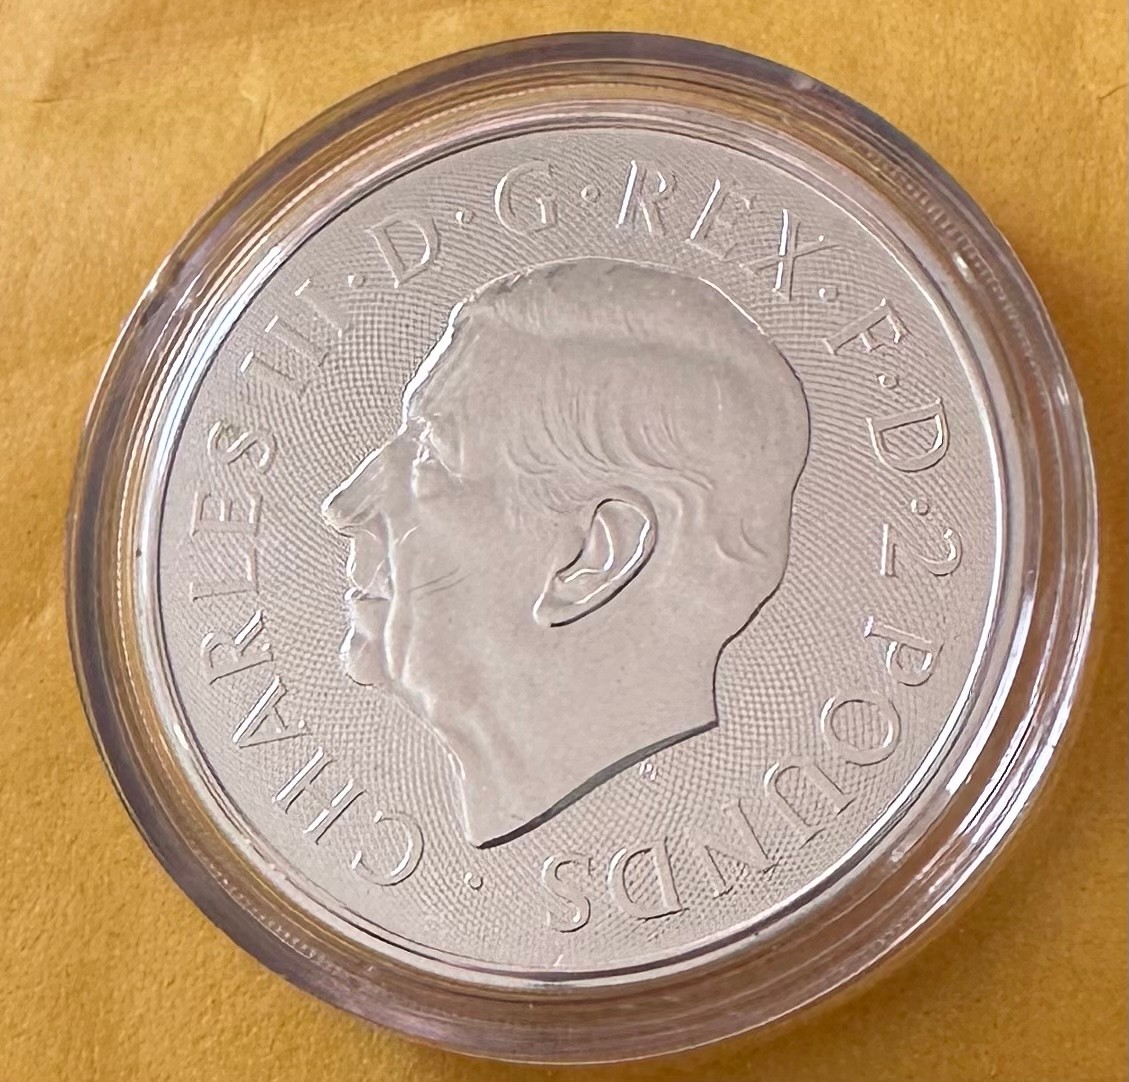 · CHARLES III · D · G · REX · F · D · 2 POUNDS